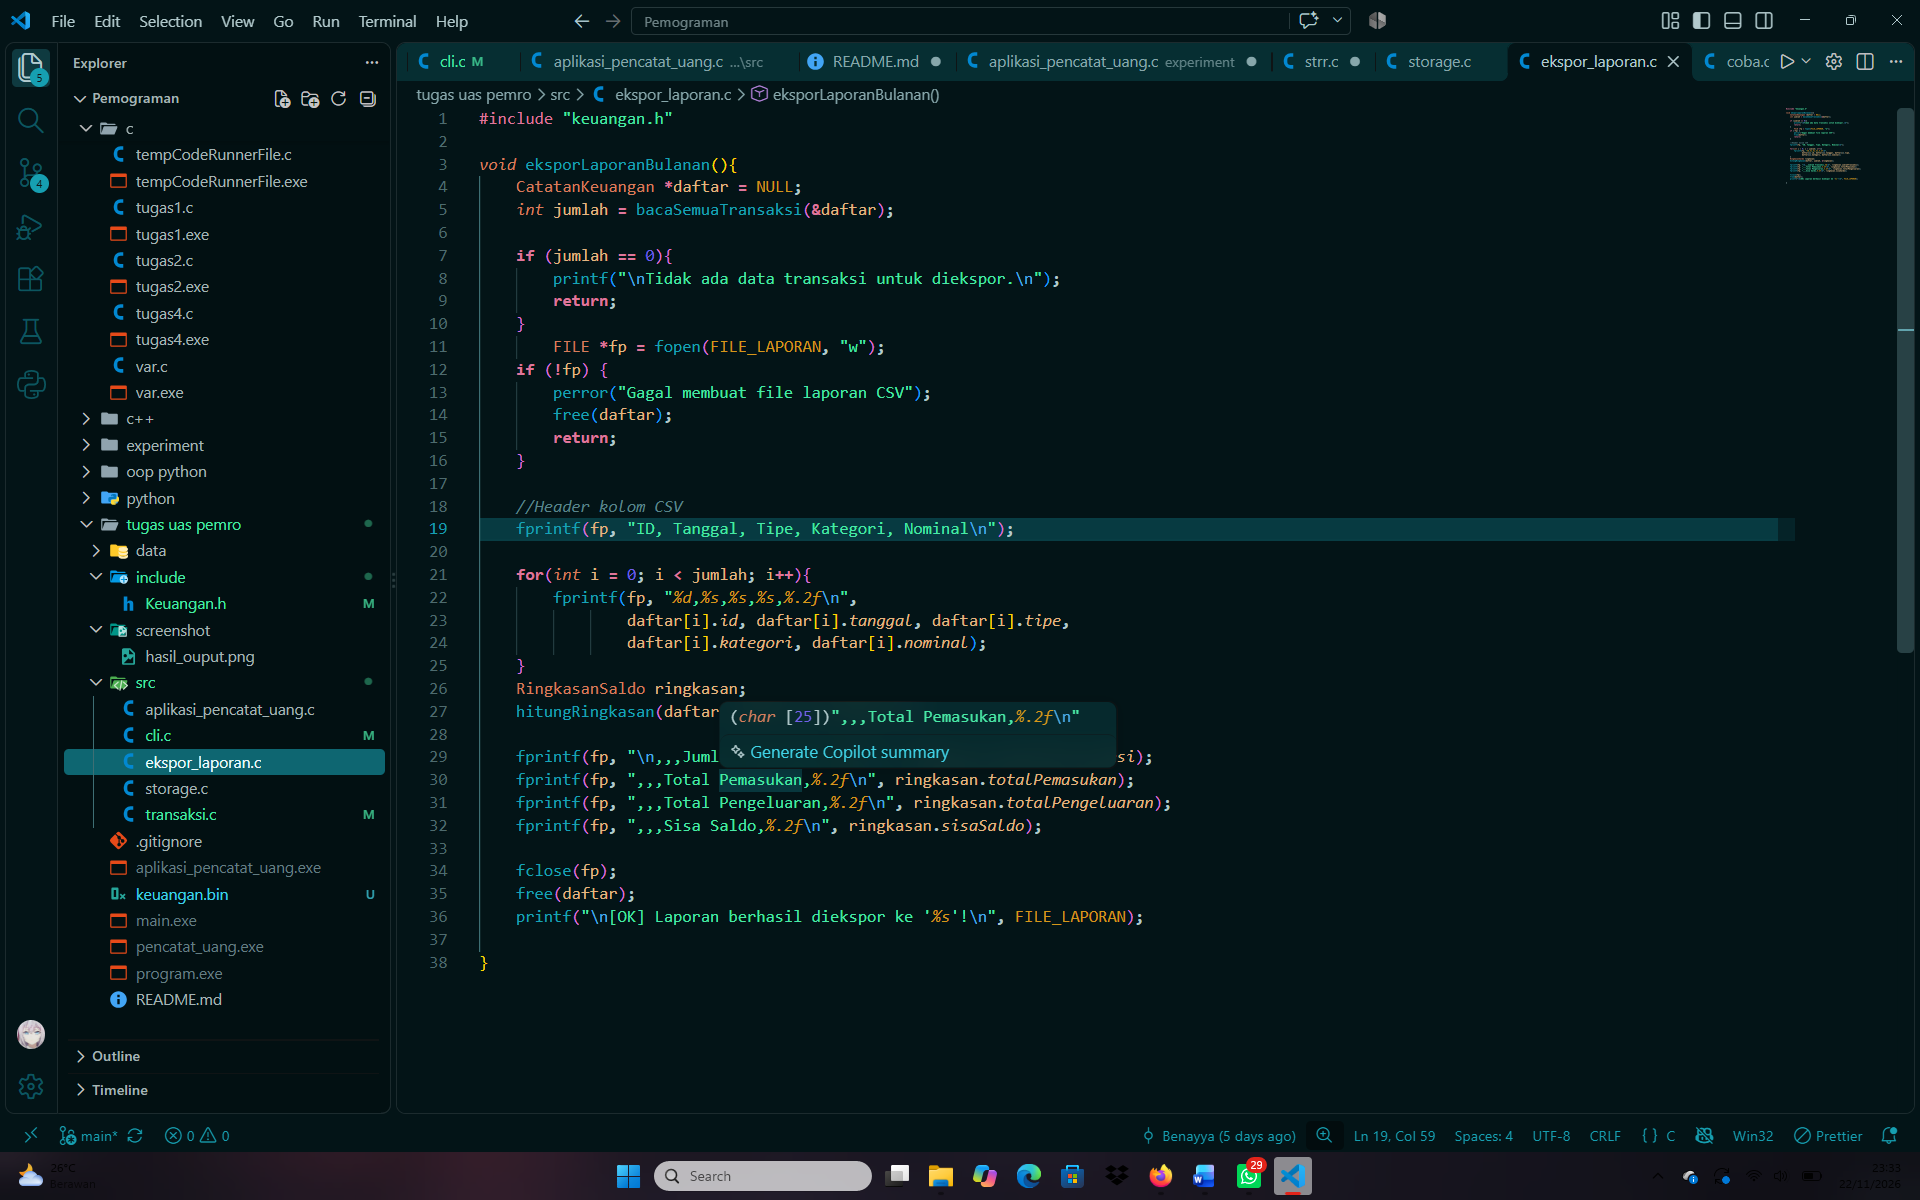 File Edit Selection View Go Run Terminal Help
Pemograman
Explorer
Pemograman
c
tempCodeRunnerFile.c
tempCodeRunnerFile.exe
tugas1.c
tugas1.exe
tugas2.c
tugas2.exe
tugas4.c
tugas4.exe
var.c
var.exe
c++
experiment
oop python
python
tugas uas pemro
data
include
Keuangan.h M
screenshot
hasil_ouput.png
src
aplikasi_pencatat_uang.c
cli.c M
ekspor_laporan.c
storage.c
transaksi.c M
.gitignore
aplikasi_pencatat_uang.exe
keuangan.bin U
main.exe
pencatat_uang.exe
program.exe
README.md
Outline
Timeline
5
4
cli.c M aplikasi_pencatat_uang.c ...\src README.md aplikasi_pencatat_uang.c experiment strr.c storage.c ekspor_laporan.c coba.c
tugas uas pemro > src > ekspor_laporan.c > eksporLaporanBulanan()
1 #include "keuangan.h"
2
3 void eksporLaporanBulanan(){
4 CatatanKeuangan *daftar = NULL;
5 int jumlah = bacaSemuaTransaksi(&daftar);
6
7 if (jumlah == 0){
8 printf("\nTidak ada data transaksi untuk diekspor.\n");
9 return;
10 }
11 FILE *fp = fopen(FILE_LAPORAN, "w");
12 if (!fp) {
13 perror("Gagal membuat file laporan CSV");
14 free(daftar);
15 return;
16 }
17
18 //Header kolom CSV
19 fprintf(fp, "ID, Tanggal, Tipe, Kategori, Nominal\n");
20
21 for(int i = 0; i < jumlah; i++){
22 fprintf(fp, "%d,%s,%s,%s,%.2f\n",
23 daftar[i].id, daftar[i].tanggal, daftar[i].tipe,
24 daftar[i].kategori, daftar[i].nominal);
25 }
26 RingkasanSaldo ringkasan;
27 hitungRingkasan(daftar
(char [25])",,,Total Pemasukan,%.2f\n"
Generate Copilot summary
28
29 fprintf(fp, "\n,,,Juml si);
30 fprintf(fp, ",,,Total Pemasukan,%.2f\n", ringkasan.totalPemasukan);
31 fprintf(fp, ",,,Total Pengeluaran,%.2f\n", ringkasan.totalPengeluaran);
32 fprintf(fp, ",,,Sisa Saldo,%.2f\n", ringkasan.sisaSaldo);
33
34 fclose(fp);
35 free(daftar);
36 printf("\n[OK] Laporan berhasil diekspor ke '%s'!\n", FILE_LAPORAN);
37
38 }
main* 0 0 Benayya (5 days ago) Ln 19, Col 59 Spaces: 4 UTF-8 CRLF { } C Win32 Prettier
26°C
Berawan
Search
29
23:33
22/11/2026